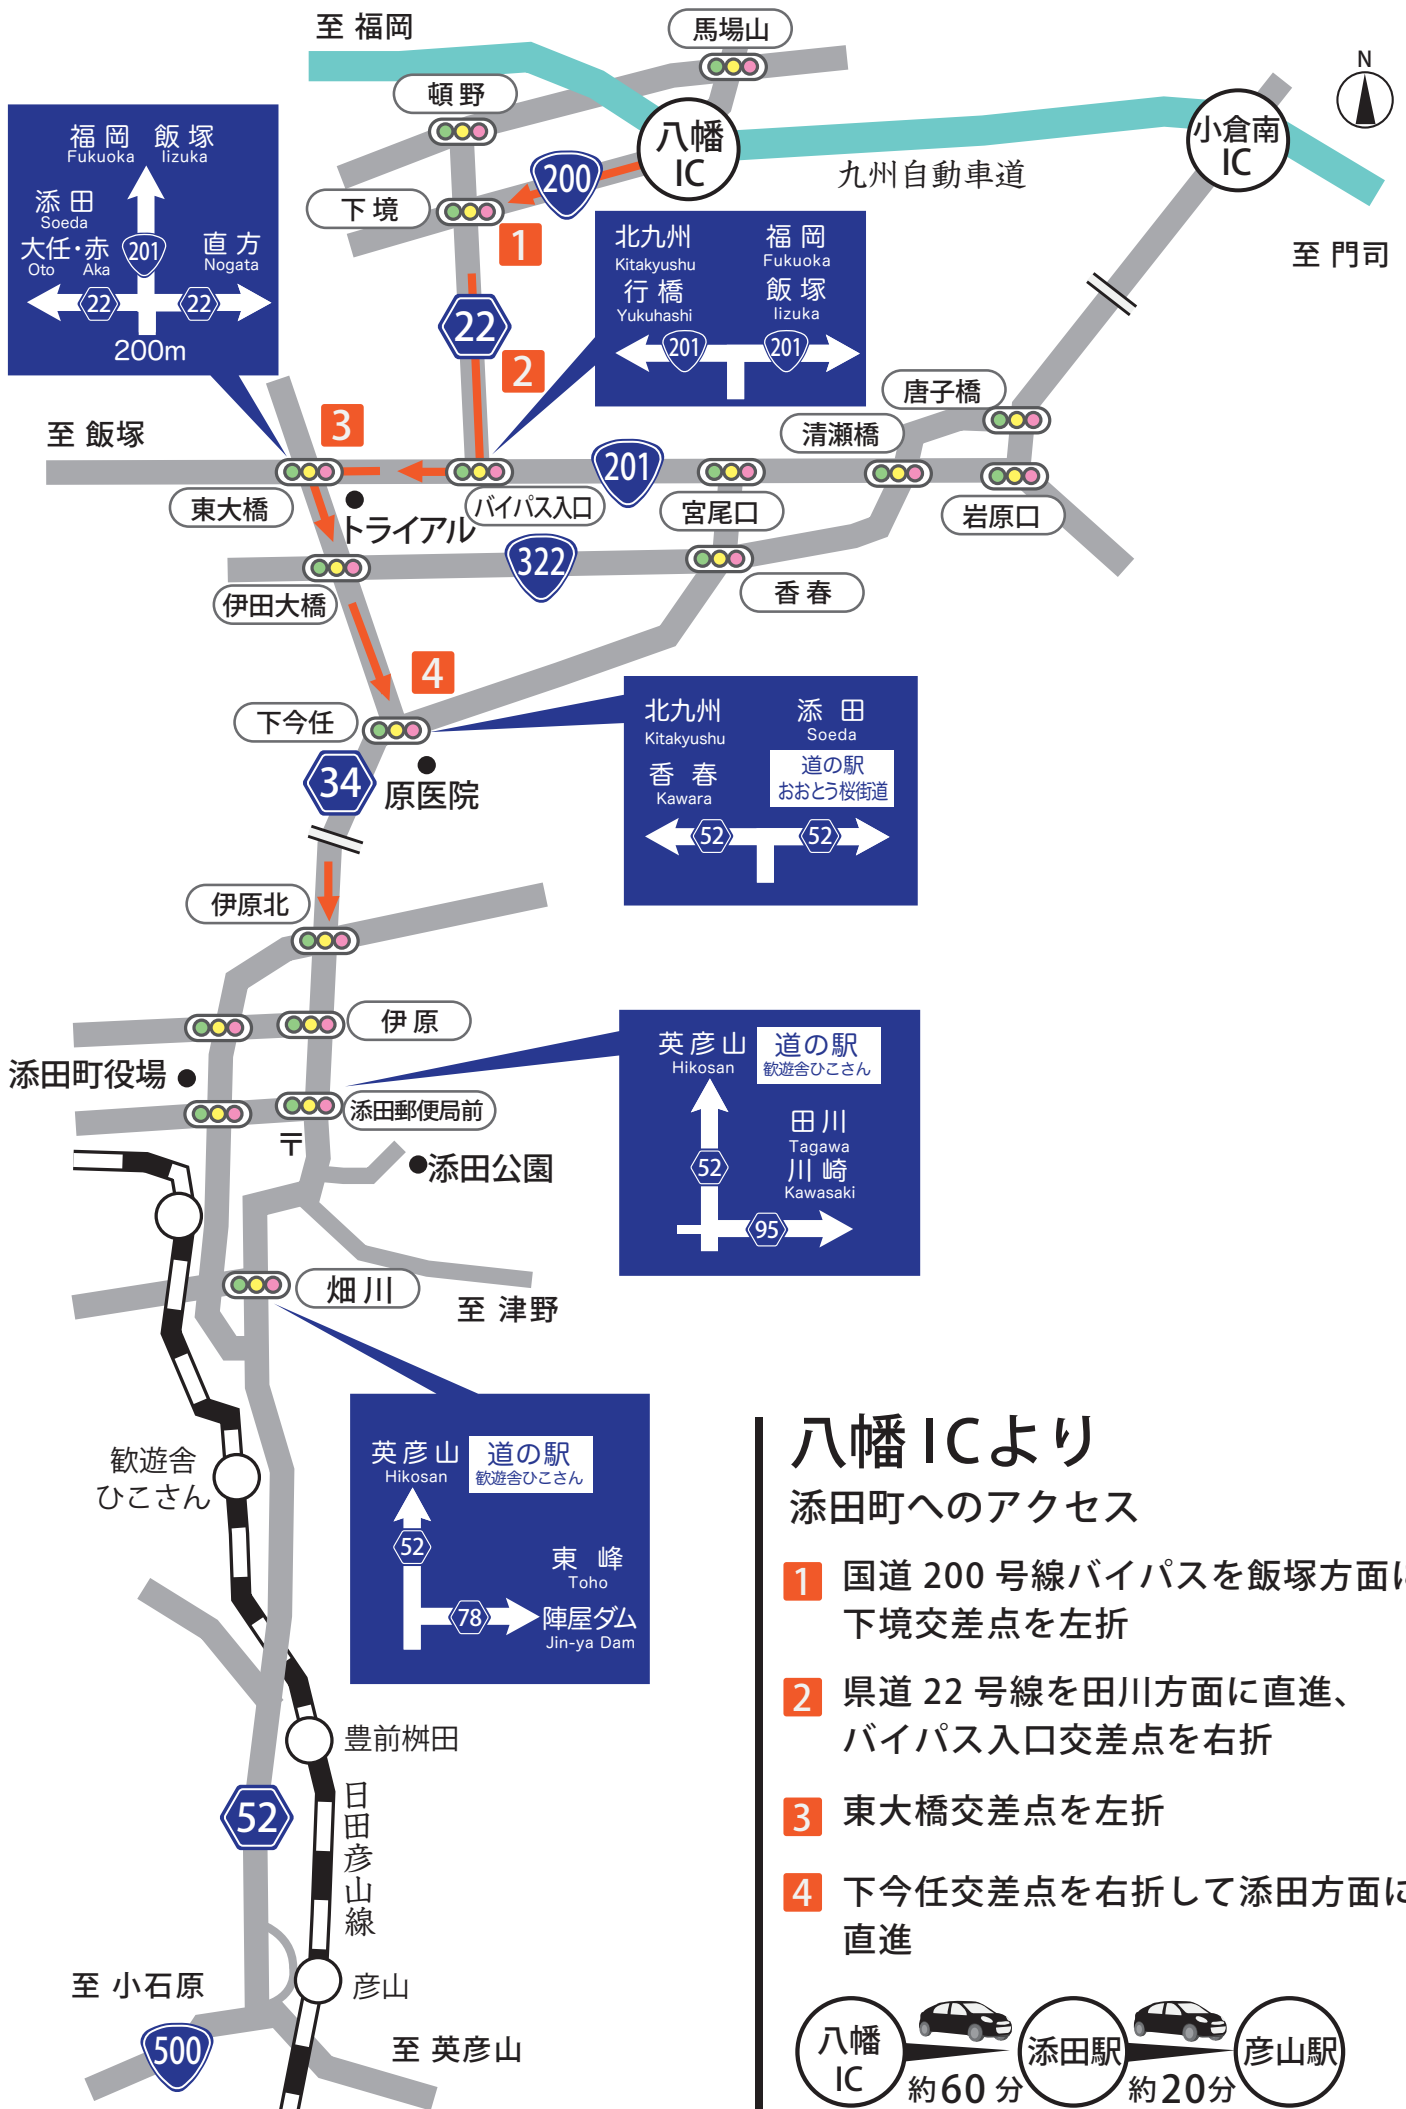 至 福岡
馬場山
N
頓野
八幡
IC
小倉南
IC
九州自動車道
至 門司
200
下境
1
福岡 飯塚
Fukuoka Iizuka
添田
Soeda
大任・赤
Oto Aka
201
直方
Nogata
22
22
200m
北九州
Kitakyushu
行橋
Yukuhashi
福岡
Fukuoka
飯塚
Iizuka
201
201
22
2
唐子橋
清瀬橋
3
至 飯塚
201
東大橋
トライアル
バイパス入口
宮尾口
岩原口
322
伊田大橋
香春
4
下今任
34
原医院
北九州
Kitakyushu
香春
Kawara
添田
Soeda
道の駅
おおとう桜街道
52
52
伊原北
伊原
添田町役場
添田郵便局前
〒
添田公園
英彦山
Hikosan
道の駅
歓遊舎ひこさん
田川
Tagawa
川崎
Kawasaki
52
95
畑川
至 津野
英彦山
Hikosan
道の駅
歓遊舎ひこさん
52
東峰
Toho
78
陣屋ダム
Jin-ya Dam
歓遊舎
ひこさん
豊前桝田
52
日田彦山線
彦山
至 小石原
500
至 英彦山
八幡ICより
添田町へのアクセス
1 国道 200 号線バイパスを飯塚方面に
下境交差点を左折
2 県道 22 号線を田川方面に直進、
バイパス入口交差点を右折
3 東大橋交差点を左折
4 下今任交差点を右折して添田方面に
直進
八幡
IC
約60分
添田駅
約20分
彦山駅